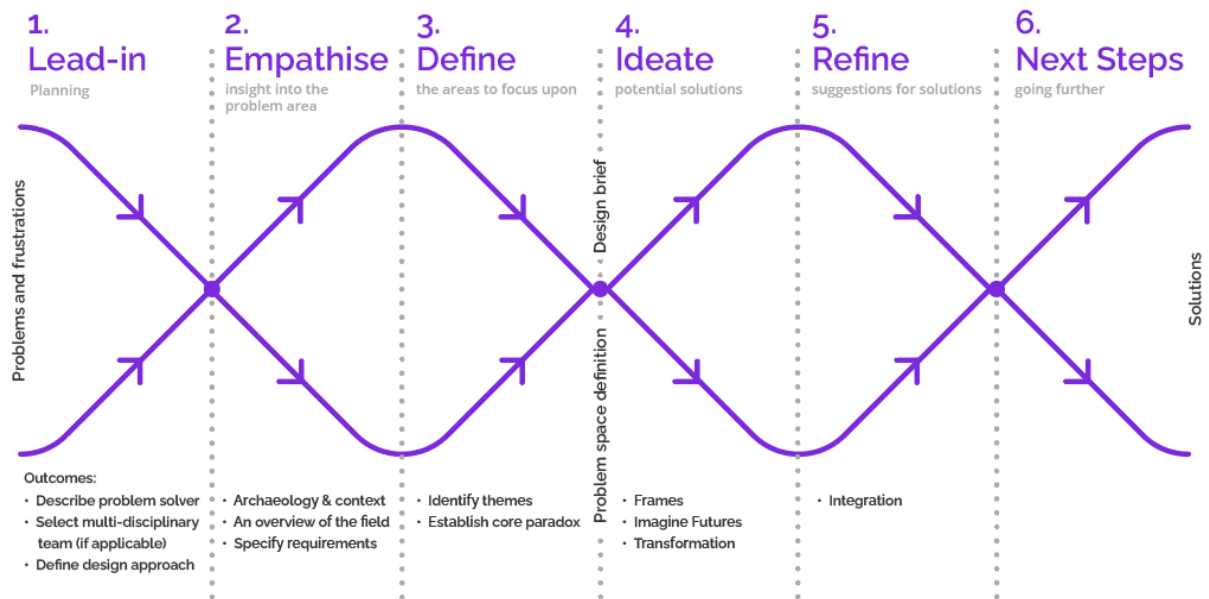 1.
Lead-in
Planning
2.
Empathise
insight into the
problem area
3.
Define
the areas to focus upon
4.
Ideate
potential solutions
5.
Refine
suggestions for solutions
6.
Next Steps
going further
Problems and frustrations
Design brief
Problem space definition
Solutions
Outcomes:
• Describe problem solver
• Select multi-disciplinary
team (if applicable)
• Define design approach
• Archaeology & context
• An overview of the field
• Specify requirements
• Identify themes
• Establish core paradox
• Frames
• Imagine Futures
• Transformation
• Integration